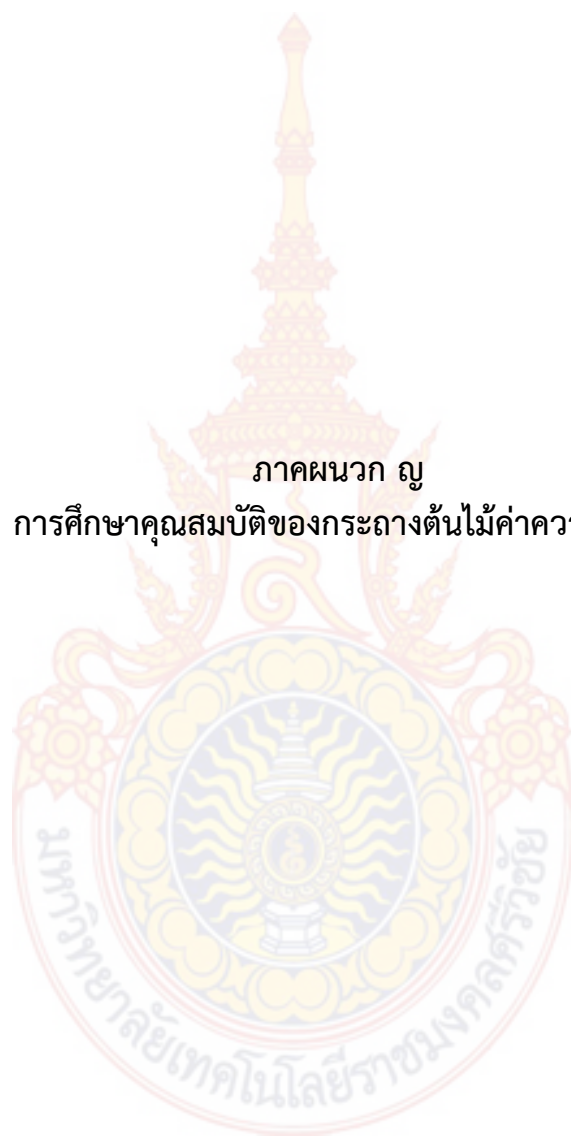 ภาคผนวก ญ
การศึกษาคุณสมบัติของกระถางต้นไม้ค่าควา
มหาวิทยาลัยเทคโนโลยีราชมงคลศรีวิชัย